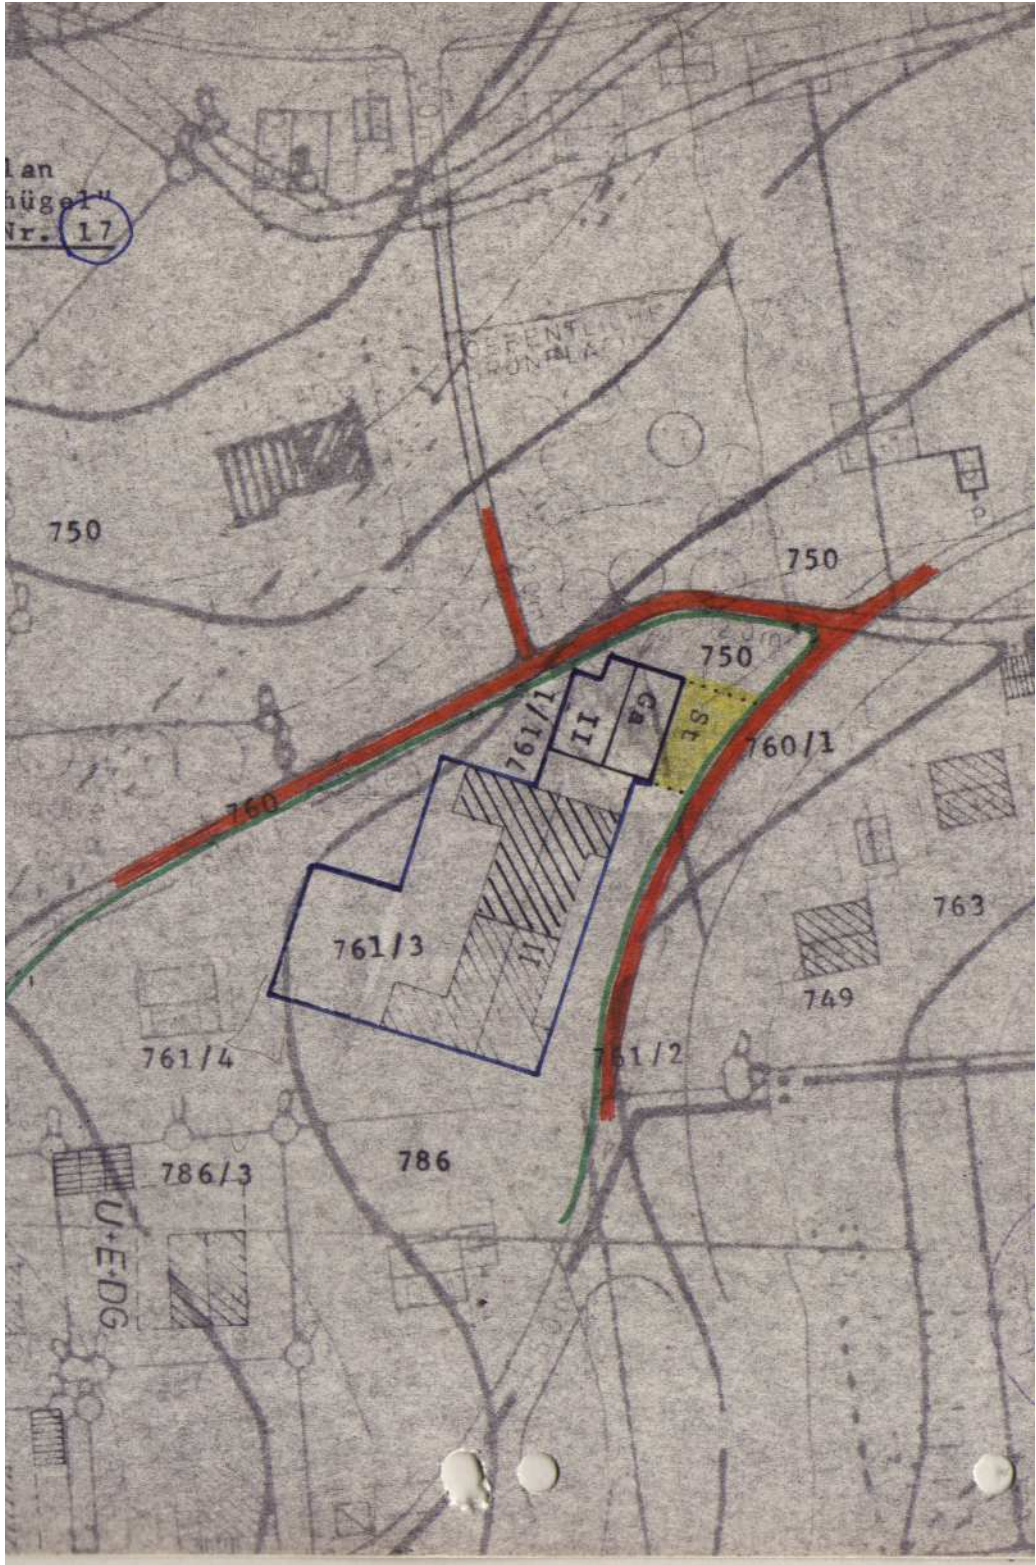 lan
hügel"
Nr. 17
OEFFENTLICHE
GRÜNFLÄCHE
750
750
750
761/1
II
Ga
St
760/1
760
763
761/3
II
749
761/4
761/2
786/3
786
U+E+DG